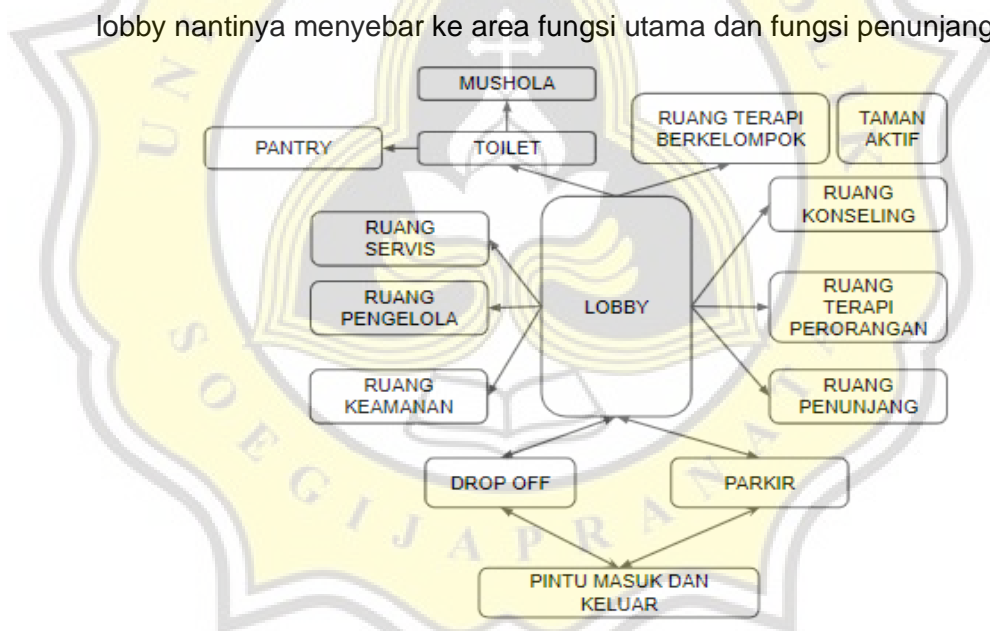 lobby nantinya menyebar ke area fungsi utama dan fungsi penunjang
MUSHOLA
RUANG TERAPI
BERKELOMPOK
TAMAN
AKTIF
PANTRY
TOILET
RUANG
KONSELING
RUANG
SERVIS
RUANG
PENGELOLA
LOBBY
RUANG
TERAPI
PERORANGAN
RUANG
KEAMANAN
RUANG
PENUNJANG
DROP OFF
PARKIR
PINTU MASUK DAN
KELUAR
SOEGIJAPRANATA